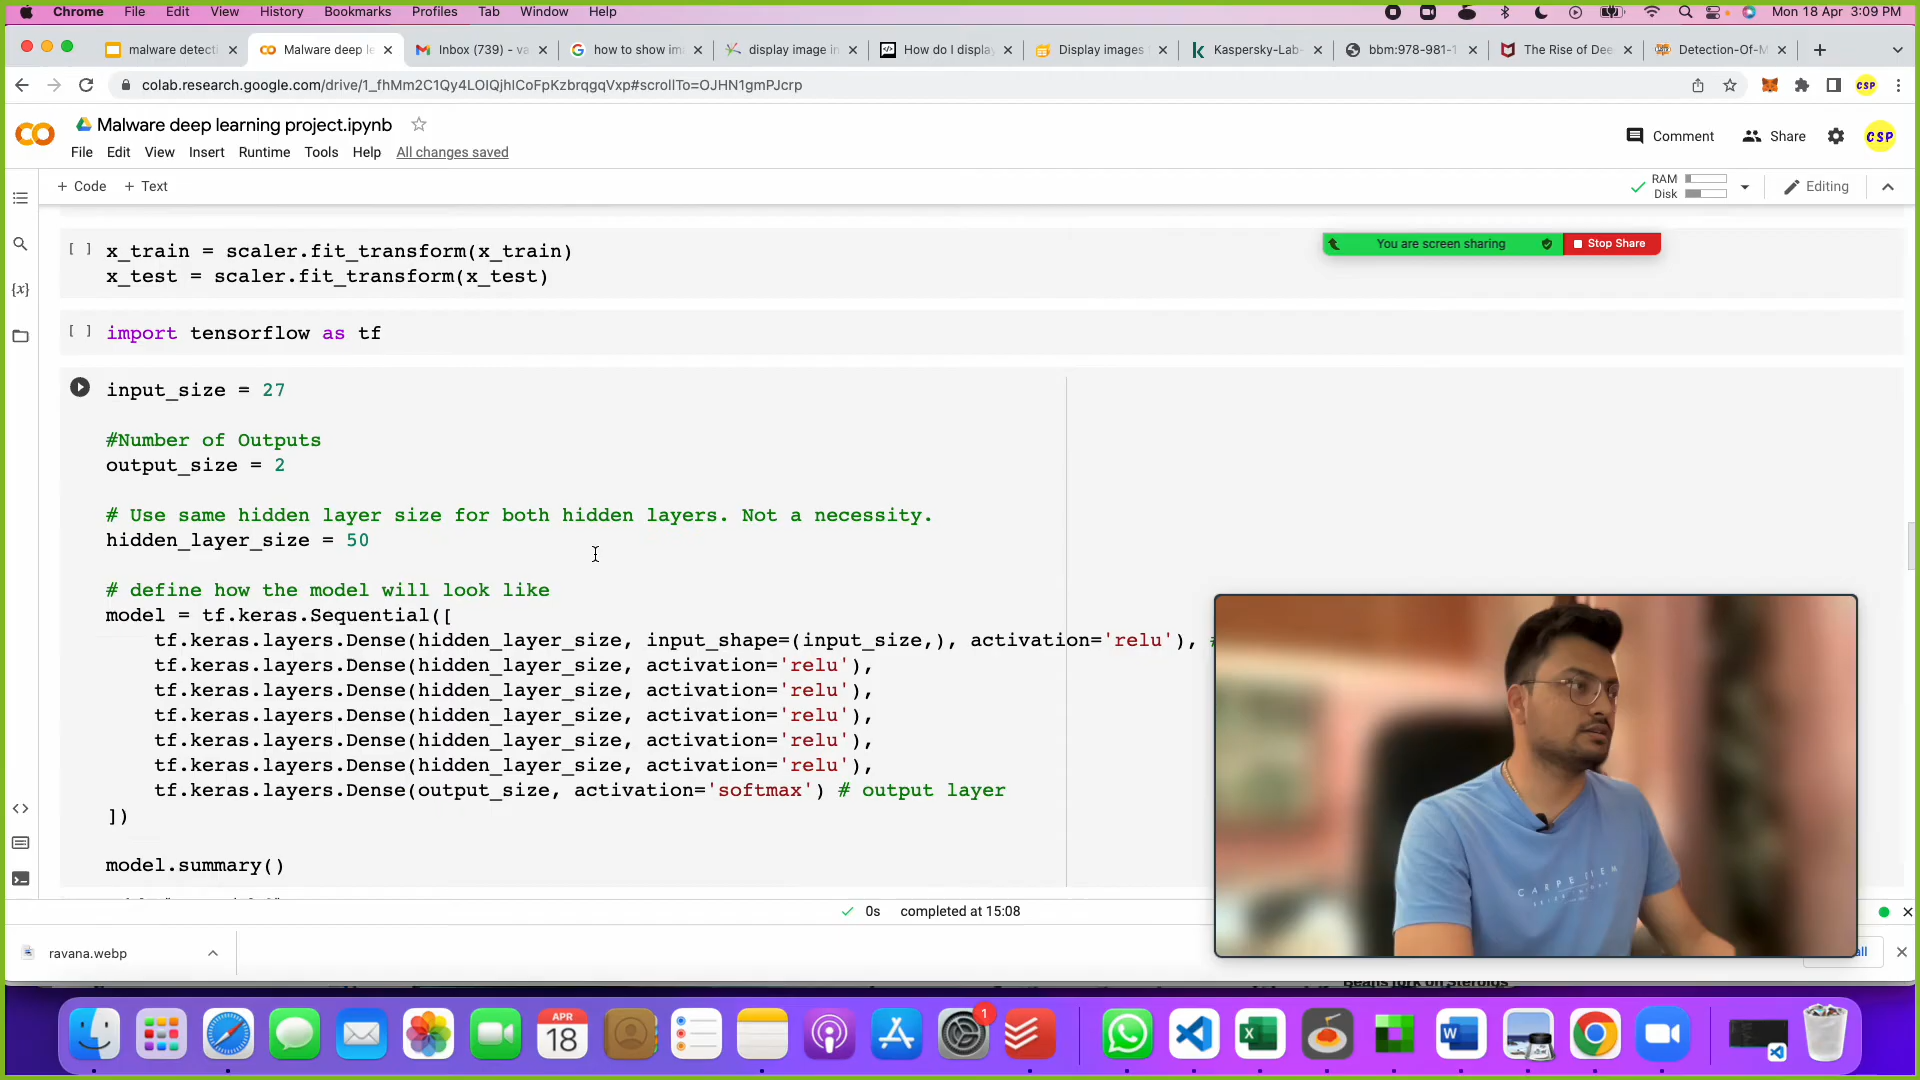 Chrome File Edit View History Bookmarks Profiles Tab Window Help Mon 18 Apr 3:09 PM
malware detecti Malware deep le Inbox (739) - va how to show im display image in How do I display Display images Kaspersky-Lab- bbm:978-981-1 The Rise of Dee Detection-Of-M
colab.research.google.com/drive/1_fhMm2C1Qy4LOIQjhlCoFpKzbrqgqVxp#scrollTo=OJHN1gmPJcrp
Malware deep learning project.ipynb
Comment Share CSP
File Edit View Insert Runtime Tools Help All changes saved
+ Code + Text
RAM
Disk
Editing
You are screen sharing Stop Share
[ ] x_train = scaler.fit_transform(x_train)
x_test = scaler.fit_transform(x_test)
[ ] import tensorflow as tf
input_size = 27
#Number of Outputs
output_size = 2
# Use same hidden layer size for both hidden layers. Not a necessity.
hidden_layer_size = 50
# define how the model will look like
model = tf.keras.Sequential([
tf.keras.layers.Dense(hidden_layer_size, input_shape=(input_size,), activation='relu'), #
tf.keras.layers.Dense(hidden_layer_size, activation='relu'),
tf.keras.layers.Dense(hidden_layer_size, activation='relu'),
tf.keras.layers.Dense(hidden_layer_size, activation='relu'),
tf.keras.layers.Dense(hidden_layer_size, activation='relu'),
tf.keras.layers.Dense(hidden_layer_size, activation='relu'),
tf.keras.layers.Dense(output_size, activation='softmax') # output layer
])
model.summary()
CARPE DIEM
0s completed at 15:08
ravana.webp
all
APR
18
1